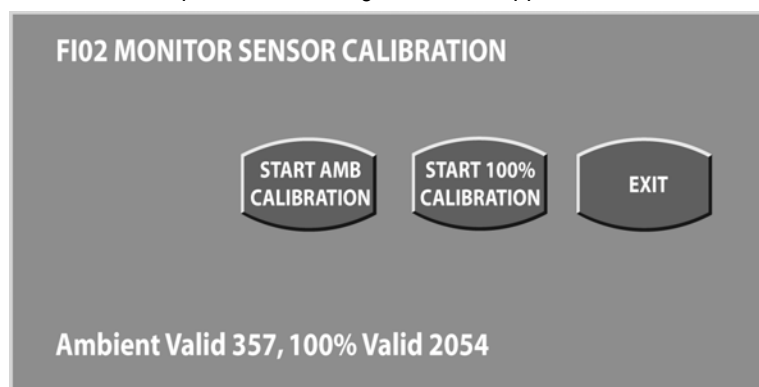 FI02 MONITOR SENSOR CALIBRATION
START AMB
CALIBRATION
START 100%
CALIBRATION
EXIT
Ambient Valid 357, 100% Valid 2054